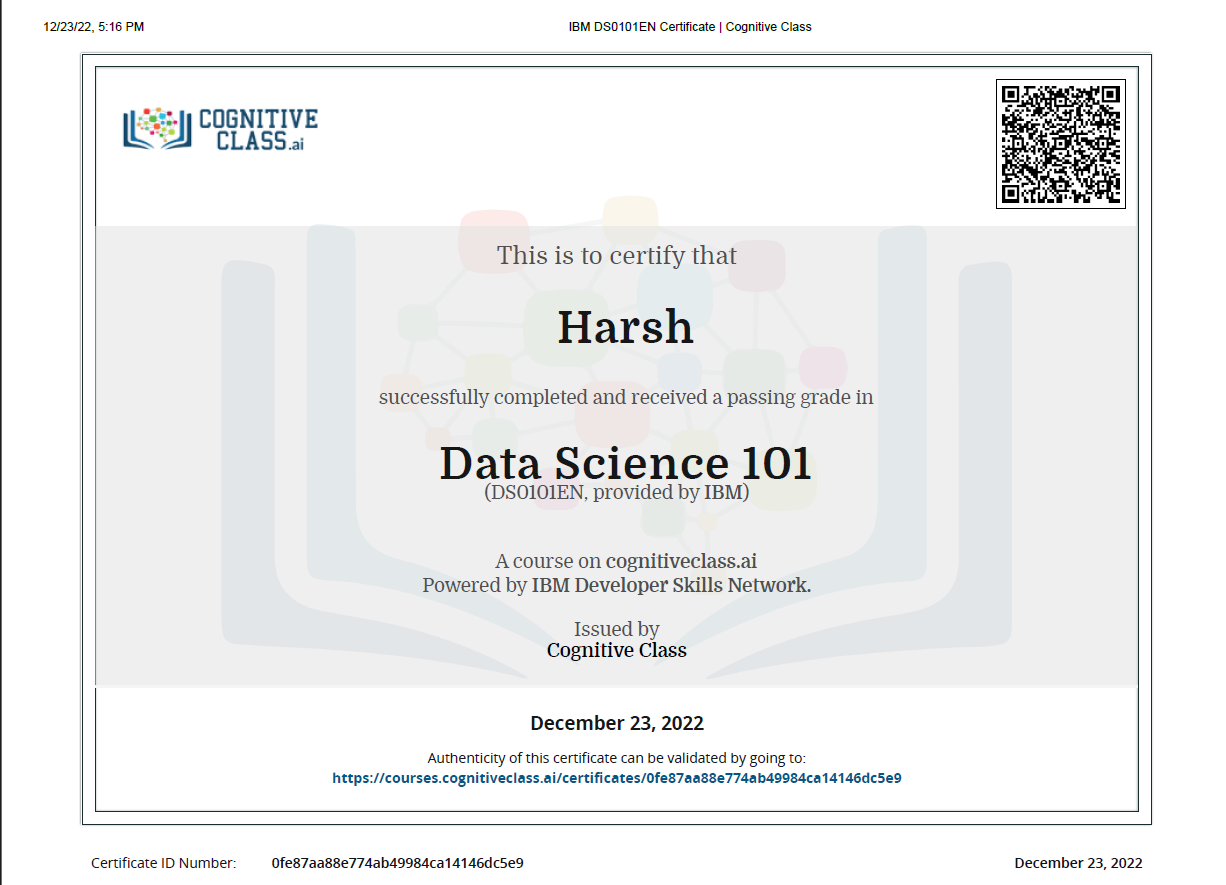 12/23/22, 5:16 PM IBM DS0101EN Certificate | Cognitive Class
COGNITIVE
CLASS.ai
This is to certify that
Harsh
successfully completed and received a passing grade in
Data Science 101
(DS0101EN, provided by IBM)
A course on cognitiveclass.ai
Powered by IBM Developer Skills Network.
Issued by
Cognitive Class
December 23, 2022
Authenticity of this certificate can be validated by going to:
https://courses.cognitiveclass.ai/certificates/0fe87aa88e774ab49984ca14146dc5e9
Certificate ID Number: 0fe87aa88e774ab49984ca14146dc5e9 December 23, 2022